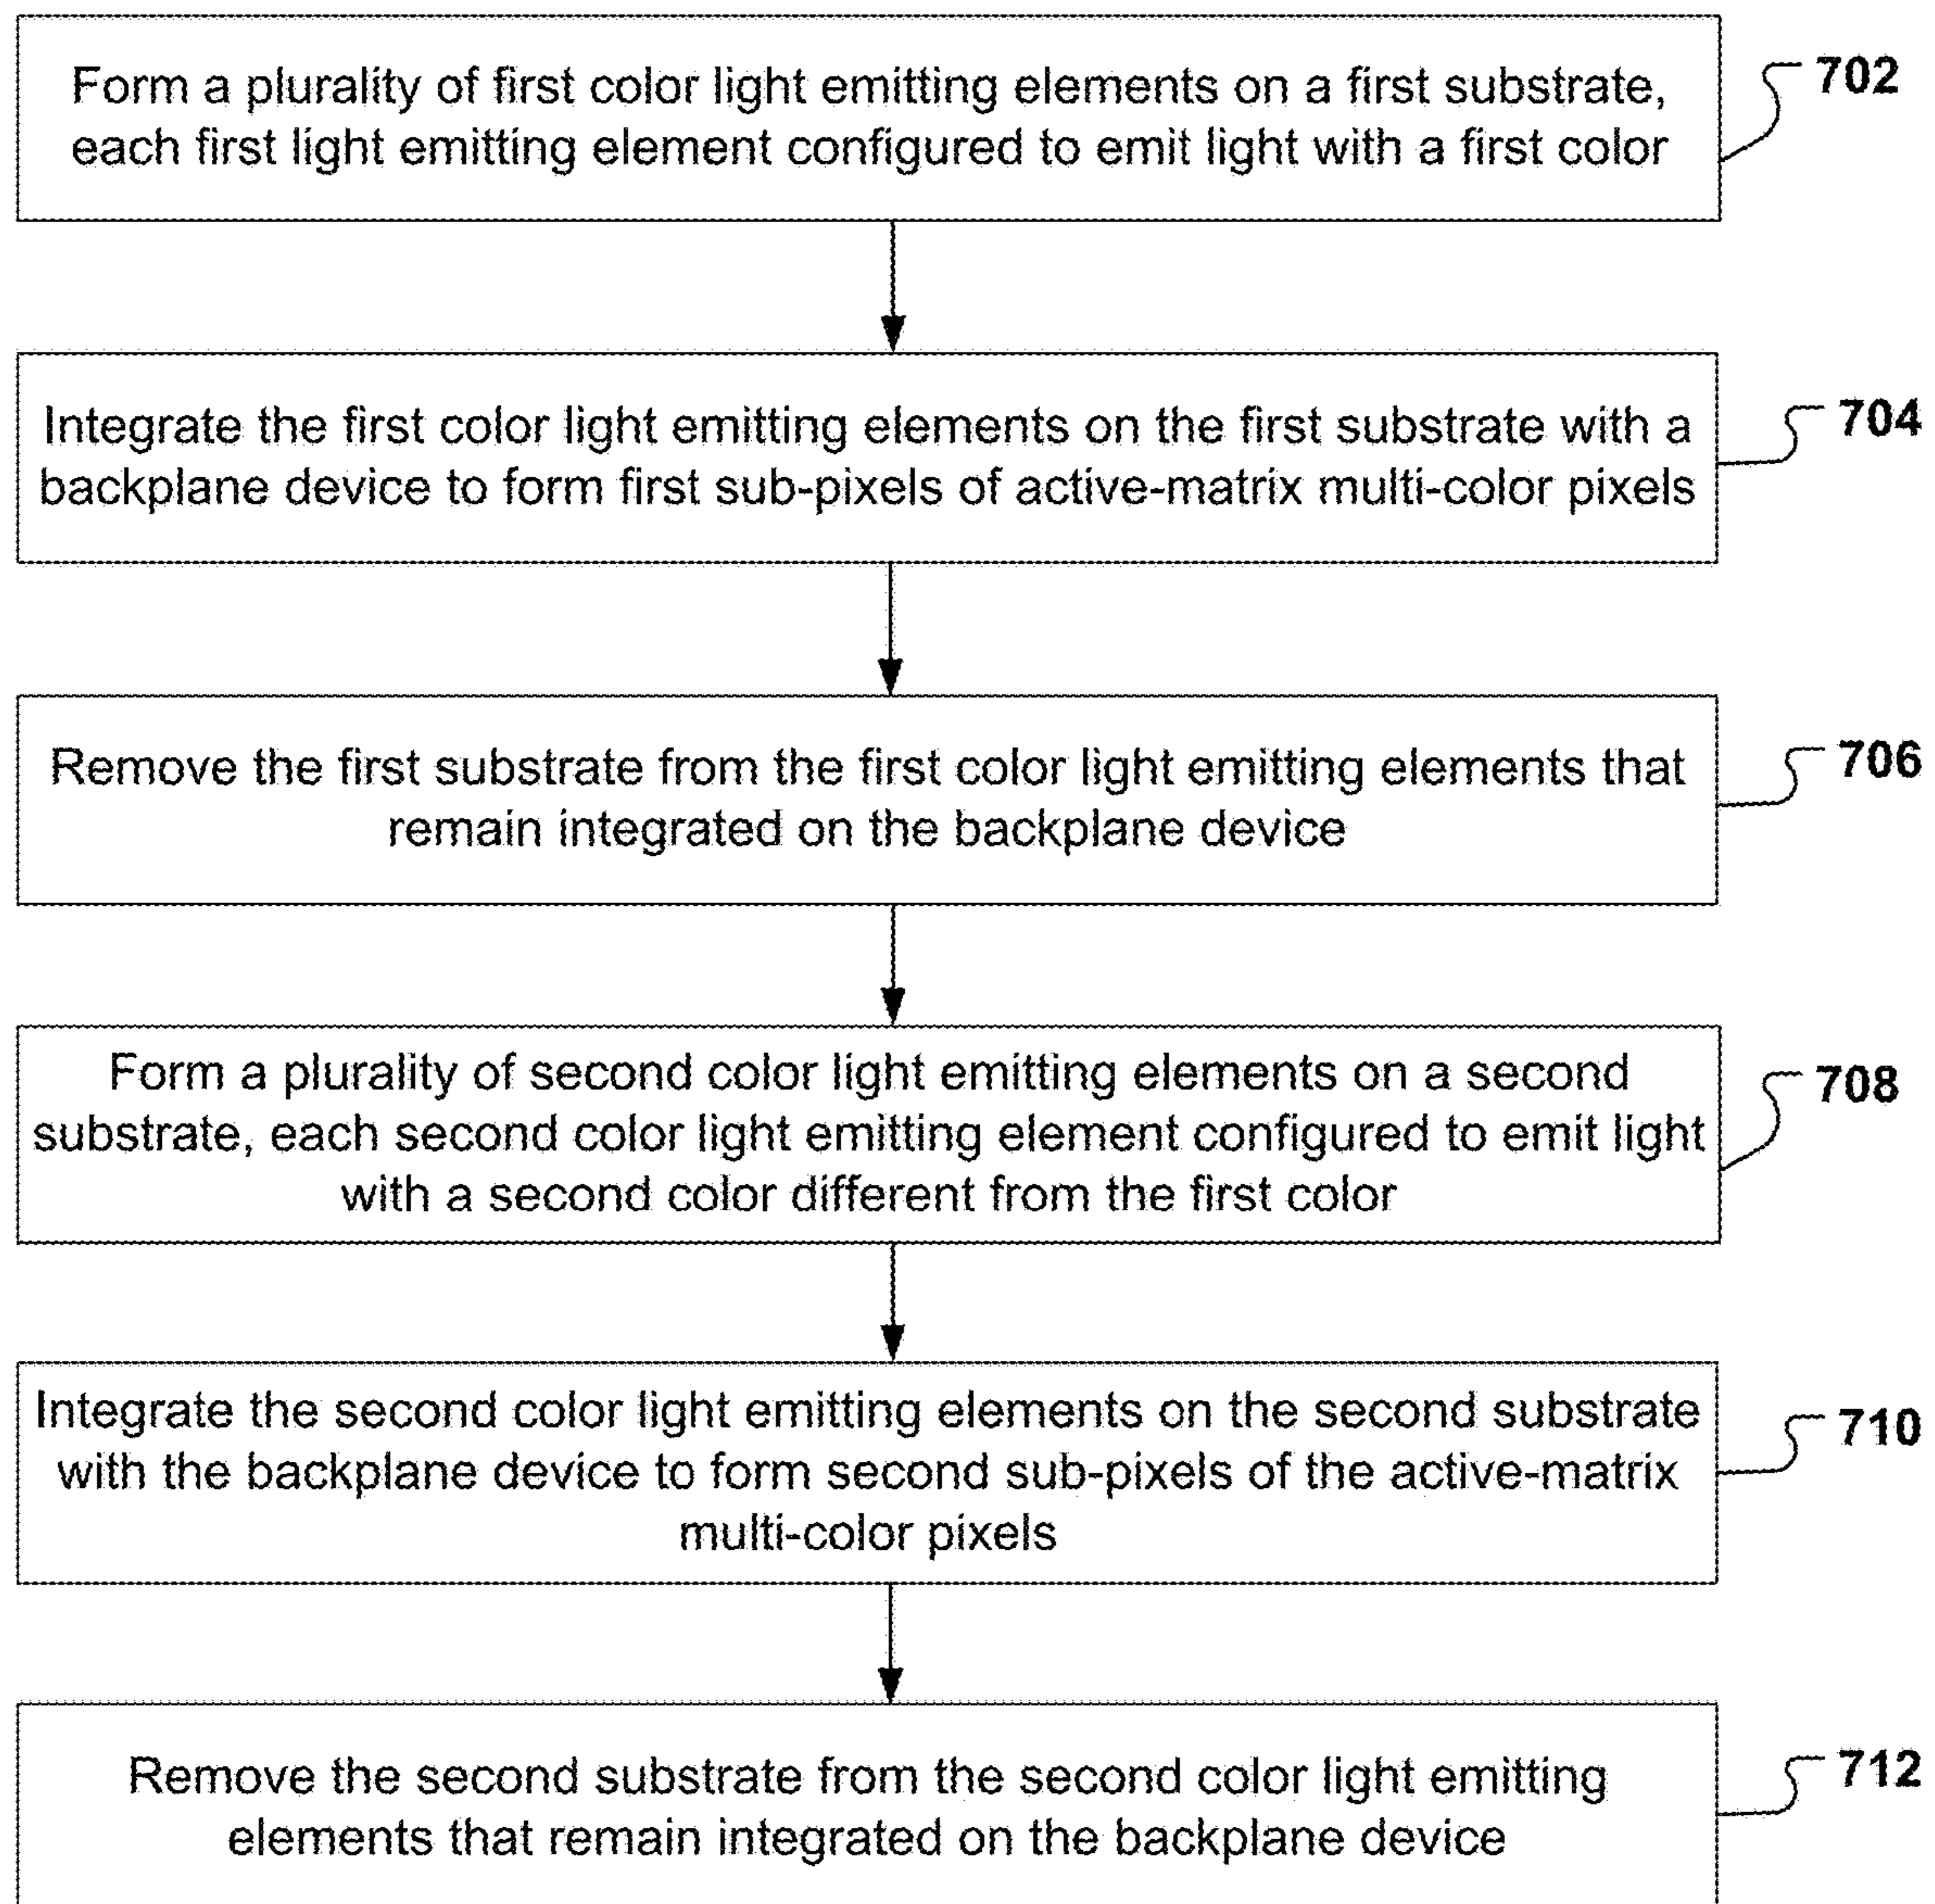 Form a plurality of first color light emitting elements on a first substrate,
each first light emitting element configured to emit light with a first color
702
Integrate the first color light emitting elements on the first substrate with a
backplane device to form first sub-pixels of active-matrix multi-color pixels
704
Remove the first substrate from the first color light emitting elements that
remain integrated on the backplane device
706
Form a plurality of second color light emitting elements on a second
substrate, each second color light emitting element configured to emit light
with a second color different from the first color
708
Integrate the second color light emitting elements on the second substrate
with the backplane device to form second sub-pixels of the active-matrix
multi-color pixels
710
Remove the second substrate from the second color light emitting
elements that remain integrated on the backplane device
712